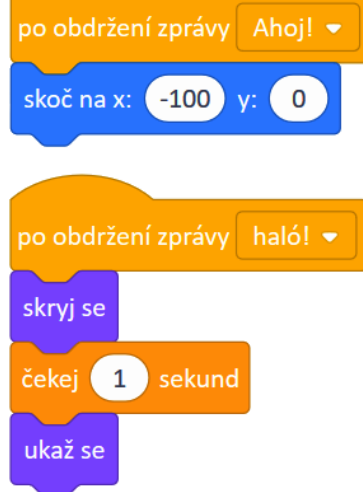 po obdržení zprávy Ahoj!
skoč na x: -100 y: 0
po obdržení zprávy haló!
skryj se
čekej 1 sekund
ukaž se